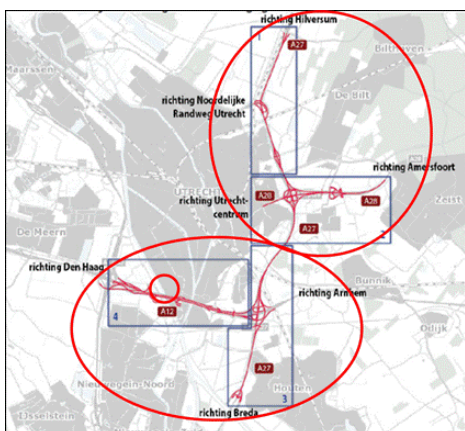 richting Hilversum
1
A27
Bilthoven
Maarssen
De Bilt
richting Noordelijke
Randweg Utrecht
richting Amersfoort
UTRECHT
A28
A28
richting Utrecht-
centrum
Zeist
A27
2
De Meern
richting Den Haag
Bunnik
richting Arnhem
A12
4
Odijk
A27
Nieuwegein-Noord
Houten
3
richting Breda
IJsselstein